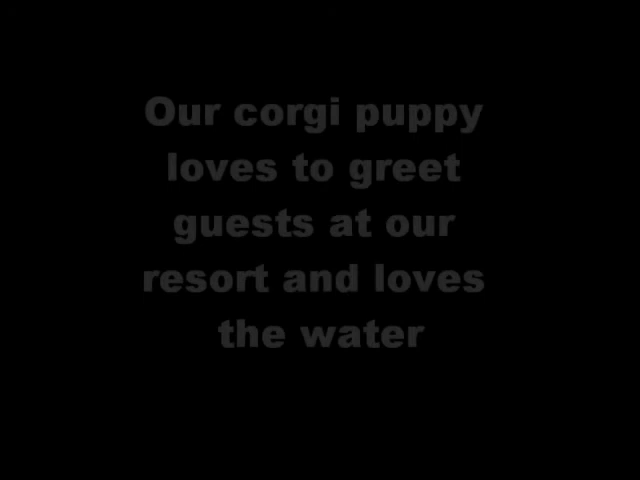 Our corgi puppy
loves to greet
guests at our
resort and loves
the water